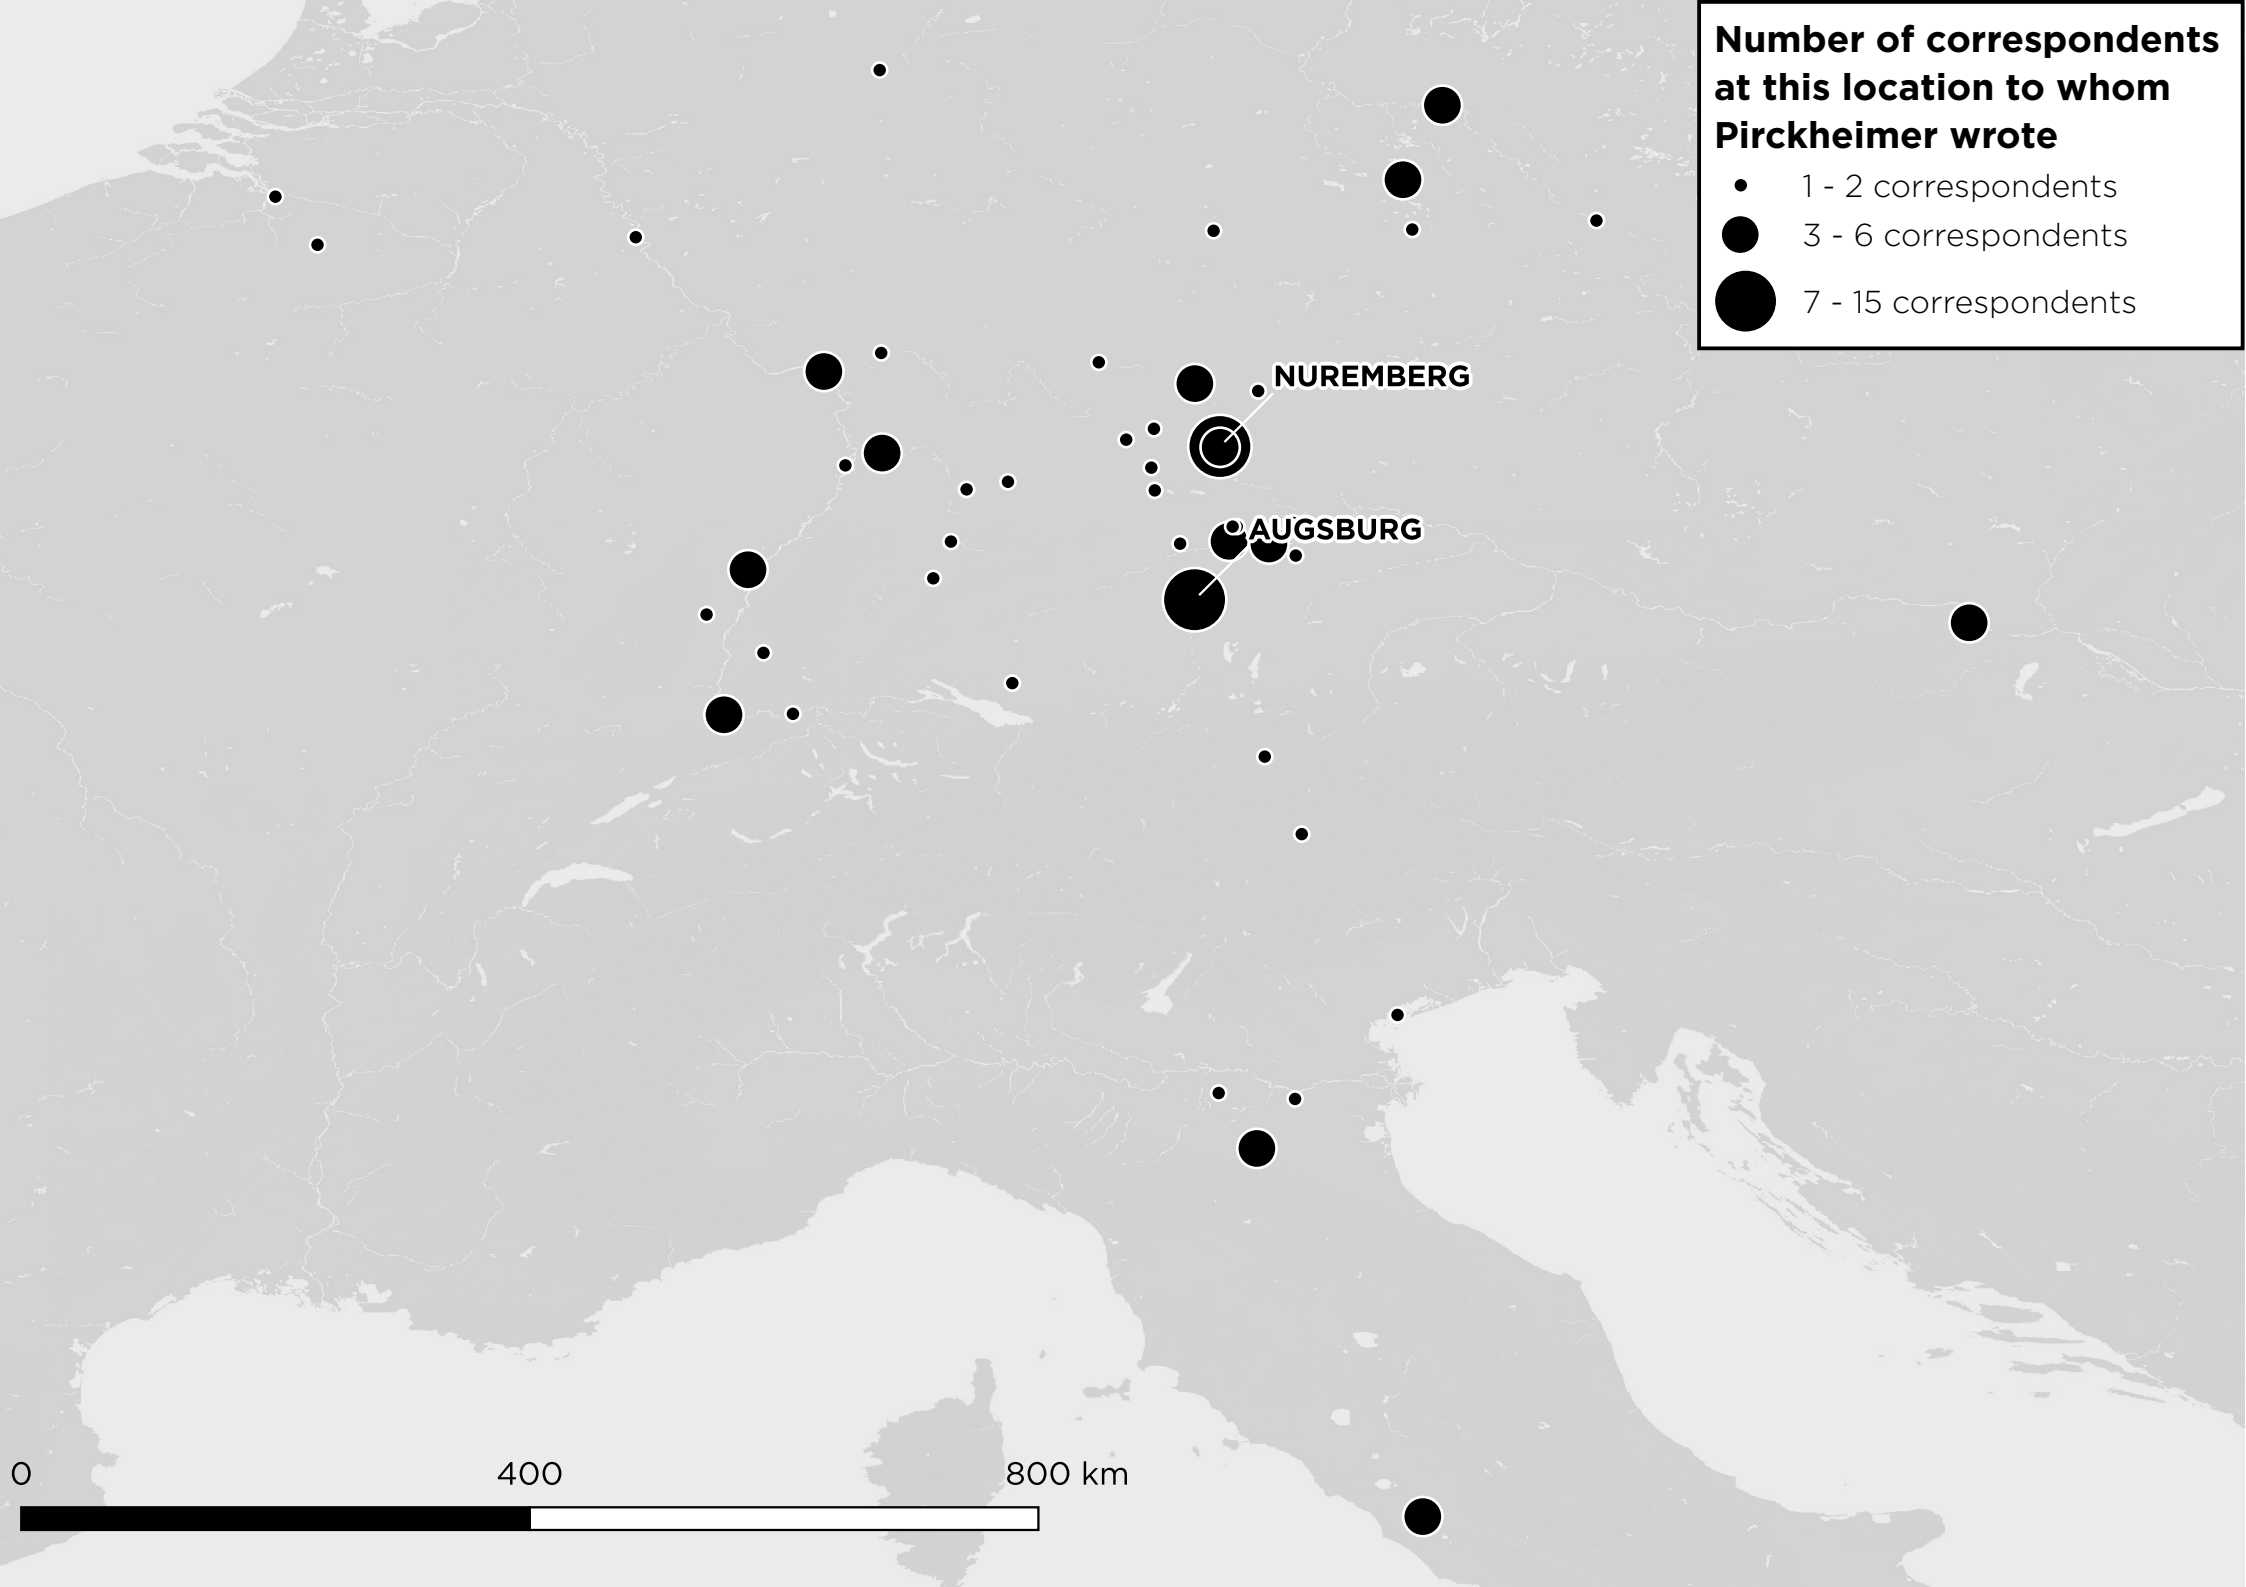 Number of correspondents
at this location to whom
Pirckheimer wrote
1 - 2 correspondents
3 - 6 correspondents
7 - 15 correspondents
NUREMBERG
AUGSBURG
0 400 800 km